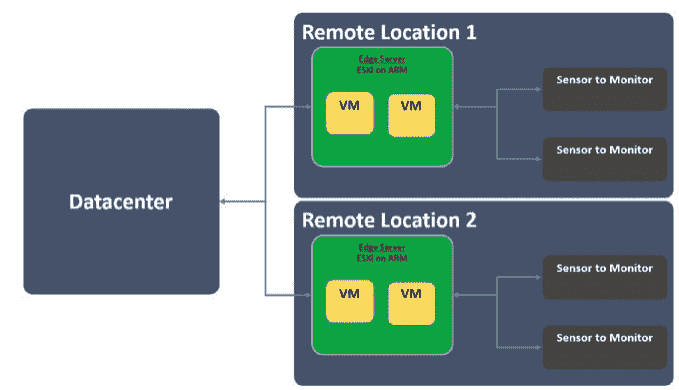 Datacenter
Remote Location 1
Edge Server
ESXi on ARM
VM
VM
Sensor to Monitor
Sensor to Monitor
Remote Location 2
Edge Server
ESXi on ARM
VM
VM
Sensor to Monitor
Sensor to Monitor